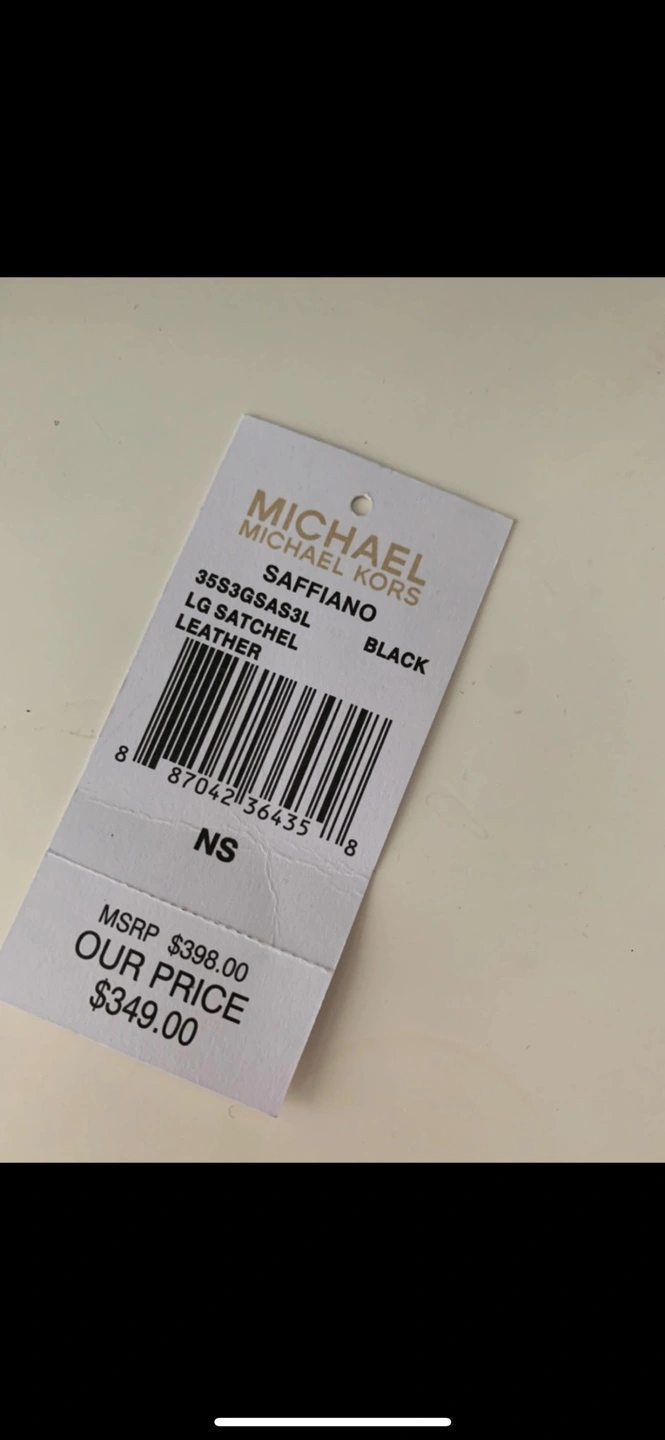 MICHAEL
MICHAEL KORS
SAFFIANO
35S3GSAS3L
LG SATCHEL BLACK
LEATHER
8 87042 36435 8
NS
MSRP $398.00
OUR PRICE
$349.00